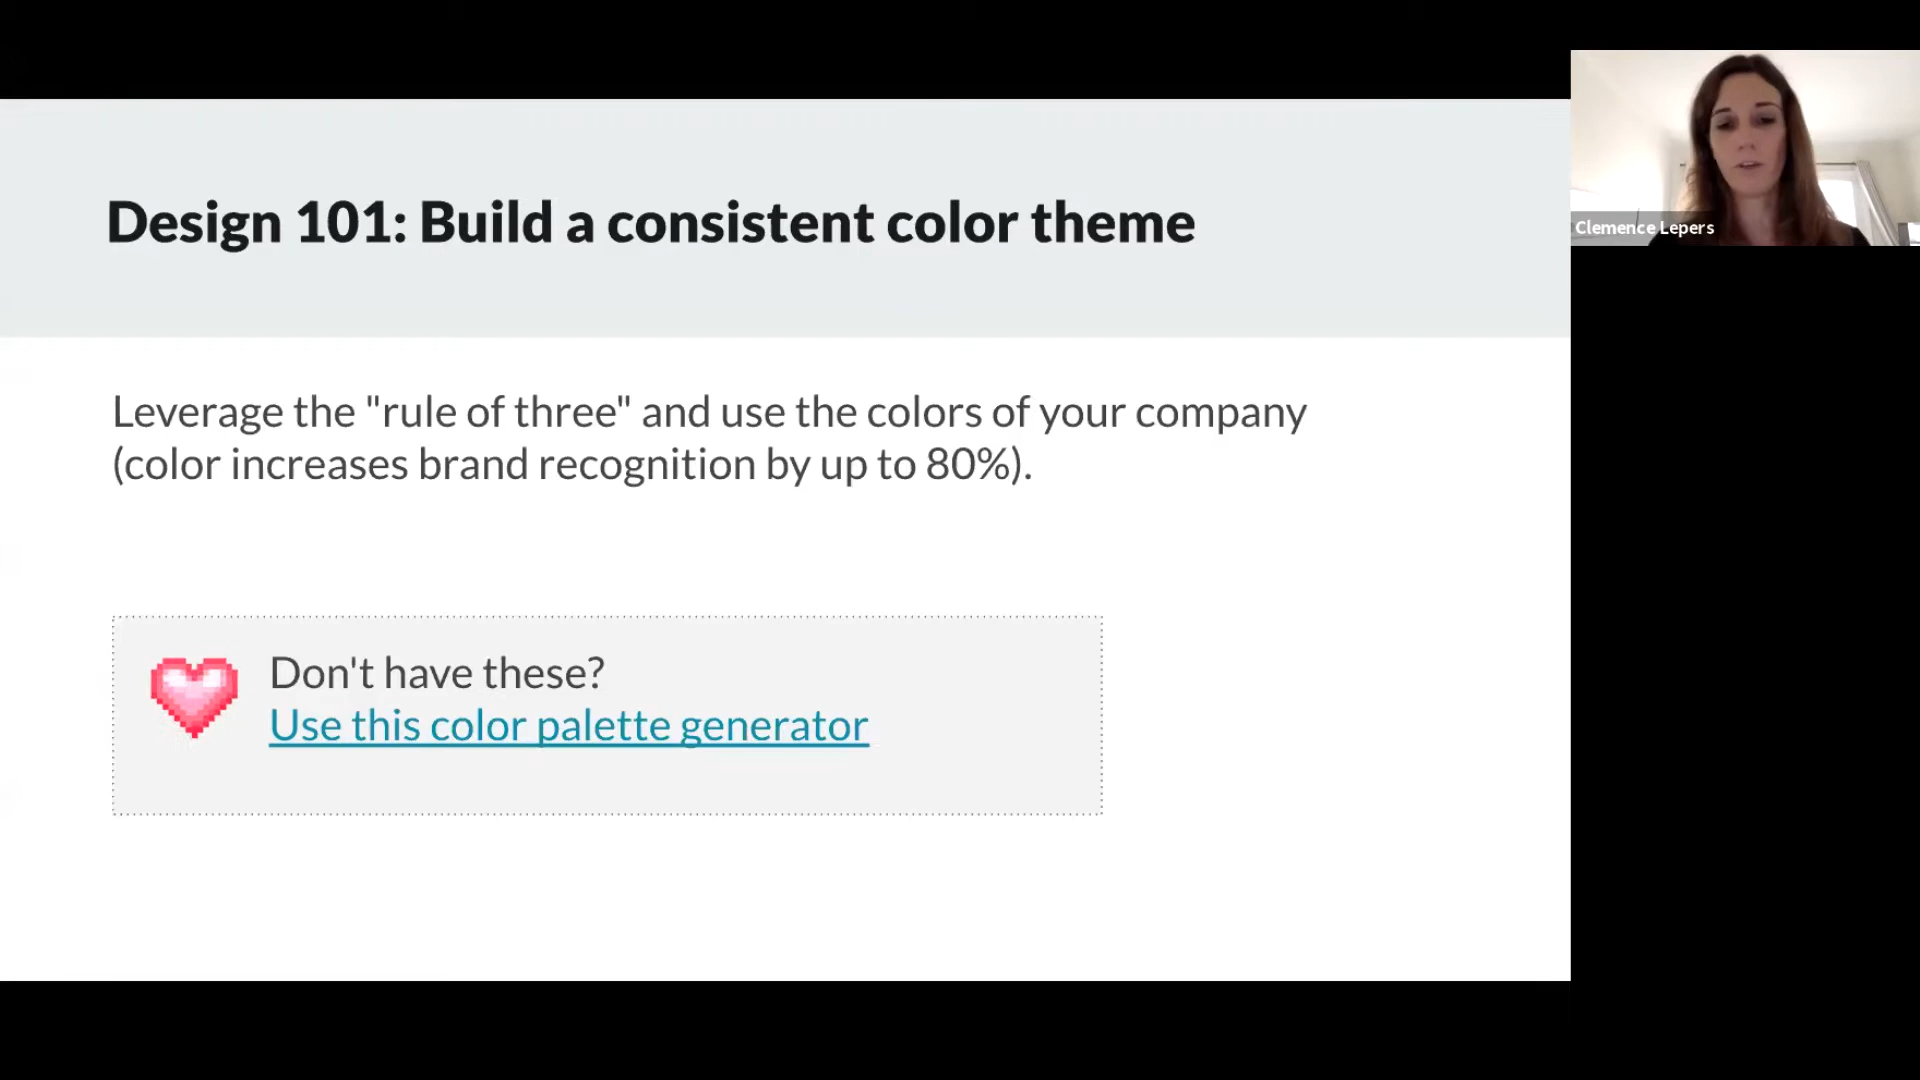 Design 101: Build a consistent color theme
Clemence Lepers
Leverage the "rule of three" and use the colors of your company
(color increases brand recognition by up to 80%).
Don't have these?
Use this color palette generator